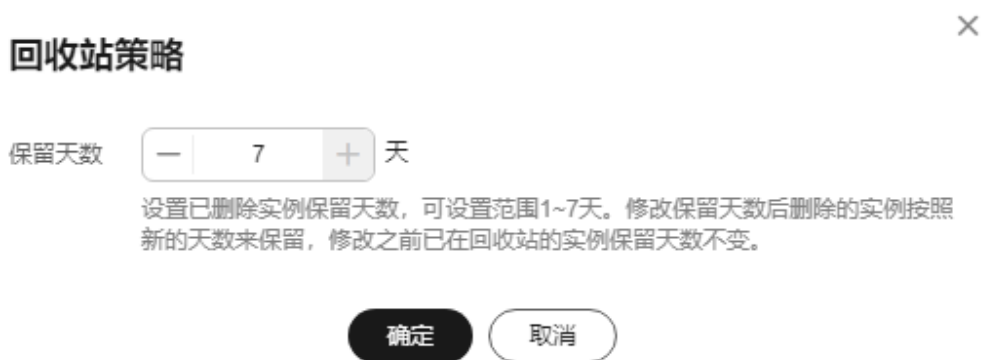 回收站策略
保留天数 7 天
设置已删除实例保留天数，可设置范围1~7天。修改保留天数后删除的实例按照
新的天数来保留，修改之前已在回收站的实例保留天数不变。
确定 取消